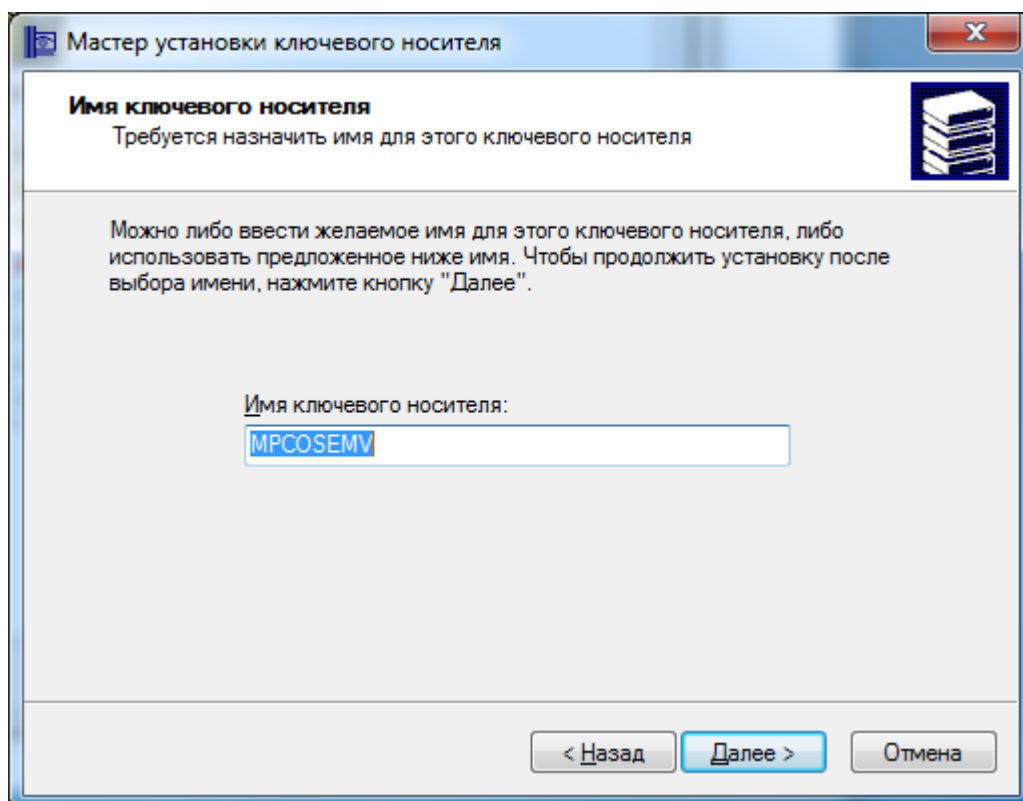 Мастер установки ключевого носителя
Имя ключевого носителя
Требуется назначить имя для этого ключевого носителя
Можно либо ввести желаемое имя для этого ключевого носителя, либо
использовать предложенное ниже имя. Чтобы продолжить установку после
выбора имени, нажмите кнопку "Далее".
Имя ключевого носителя:
MPCOSEMV
< Назад Далее > Отмена